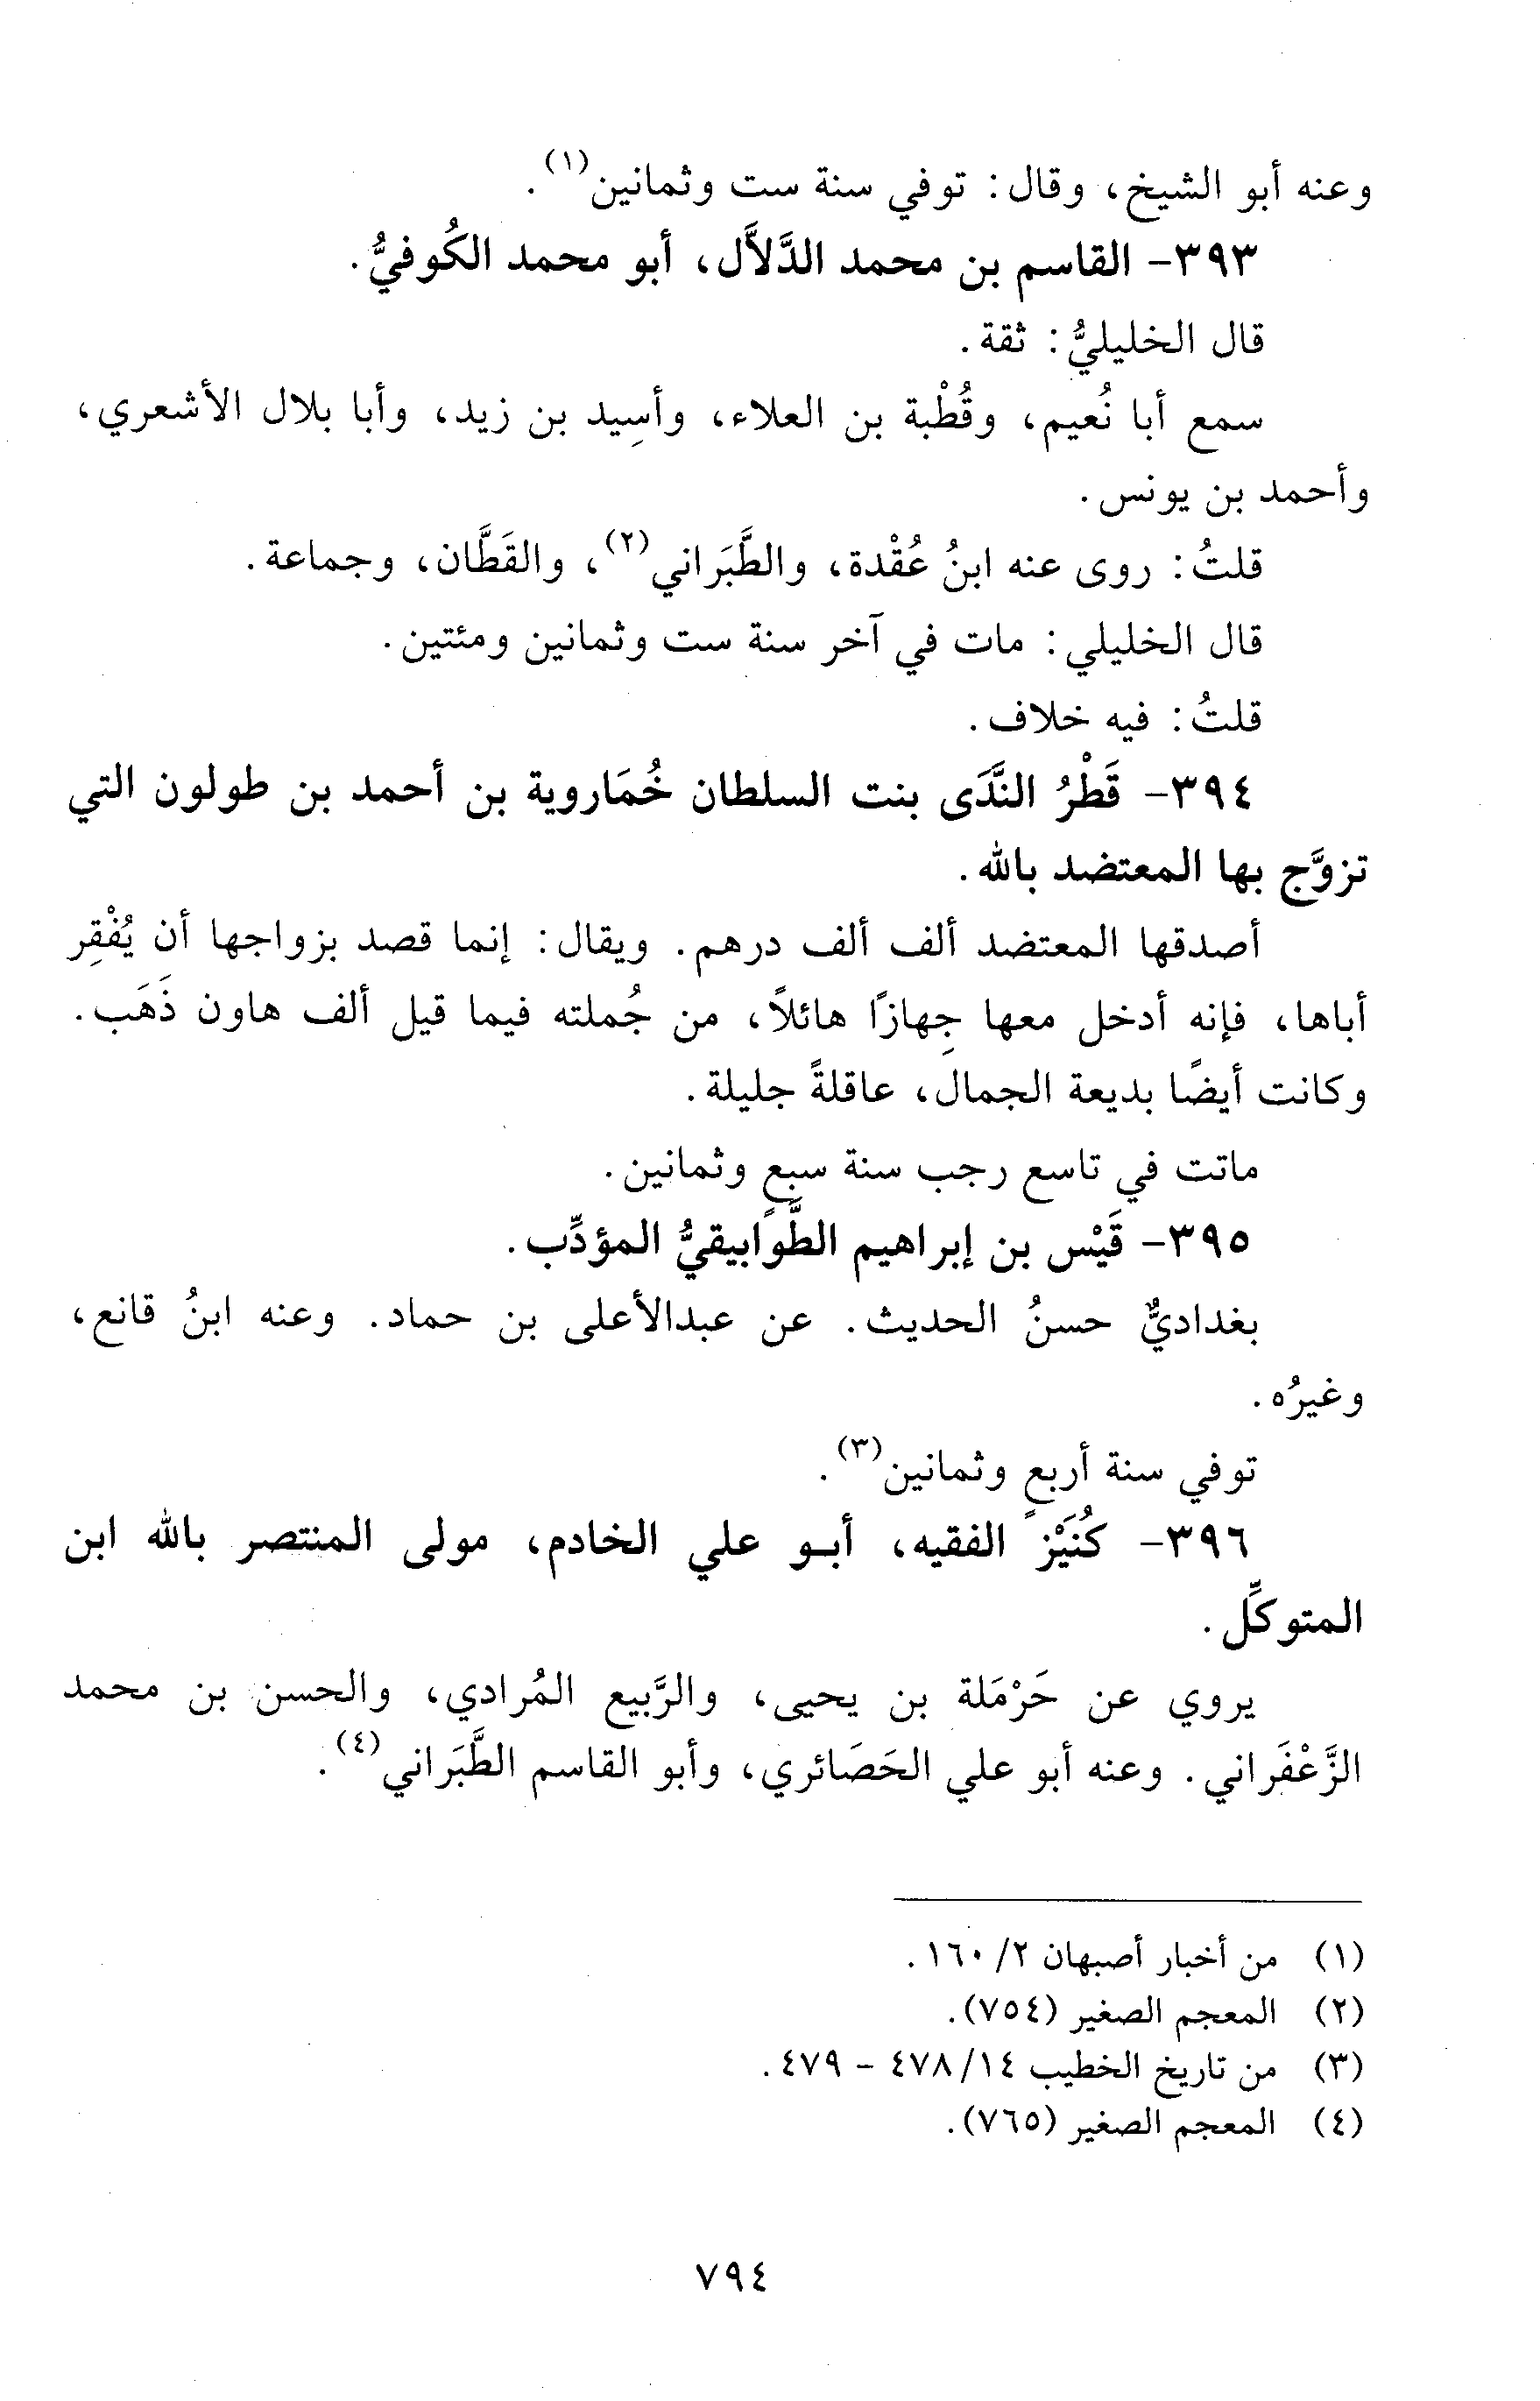 وعنه أبو الشيخ، وقال: توفي سنة ست وثمانين(١).
٣٩٣- القاسم بن محمد الدَّلاَّل، أبو محمد الكُوفيُّ.
قال الخليليُّ: ثقة.
سمع أبا نُعيم، وقُطْبة بن العلاء، وأسِيد بن زيد، وأبا بلال الأشعري،
وأحمد بن يونس.
قلتُ: روى عنه ابنُ عُقْدة، والطَّبَراني(٢)، والقَطَّان، وجماعة.
قال الخليلي: مات في آخر سنة ست وثمانين ومئتين.
قلتُ: فيه خلاف.
٣٩٤- قَطْرُ النَّدَى بنت السلطان خُمَاروية بن أحمد بن طولون التي
تزوَّج بها المعتضد بالله.
أصدقها المعتضد ألف ألف درهم. ويقال: إنما قصد بزواجها أن يُفْقِر
أباها، فإنه أدخل معها جِهازًا هائلاً، من جُملته فيما قيل ألف هاون ذَهَب.
وكانت أيضًا بديعة الجمال، عاقلةً جليلة.
ماتت في تاسع رجب سنة سبعٍ وثمانين.
٣٩٥- قَيْس بن إبراهيم الطَّوابيقيُّ المؤدِّب.
بغداديٌّ حسنُ الحديث. عن عبدالأعلى بن حماد. وعنه ابنُ قانع،
وغيرُه.
توفي سنة أربعٍ وثمانين(٣).
٣٩٦- كُنَيْز الفقيه، أبو علي الخادم، مولى المنتصر بالله ابن
المتوكِّل.
يروي عن حَرْمَلة بن يحيى، والرَّبيع المُرادي، والحسن بن محمد
الزَّعْفَراني. وعنه أبو علي الحَصَائري، وأبو القاسم الطَّبَراني(٤).
(١) من أخبار أصبهان ٢/ ١٦٠.
(٢) المعجم الصغير (٧٥٤).
(٣) من تاريخ الخطيب ١٤/ ٤٧٨ - ٤٧٩.
(٤) المعجم الصغير (٧٦٥).
٧٩٤